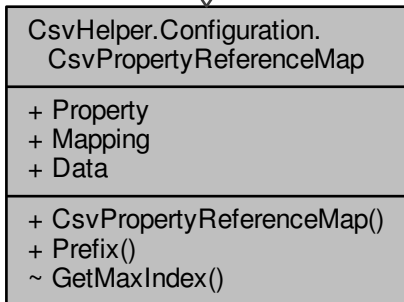 CsvHelper.Configuration.
CsvPropertyReferenceMap
+ Property
+ Mapping
+ Data
+ CsvPropertyReferenceMap()
+ Prefix()
~ GetMaxIndex()